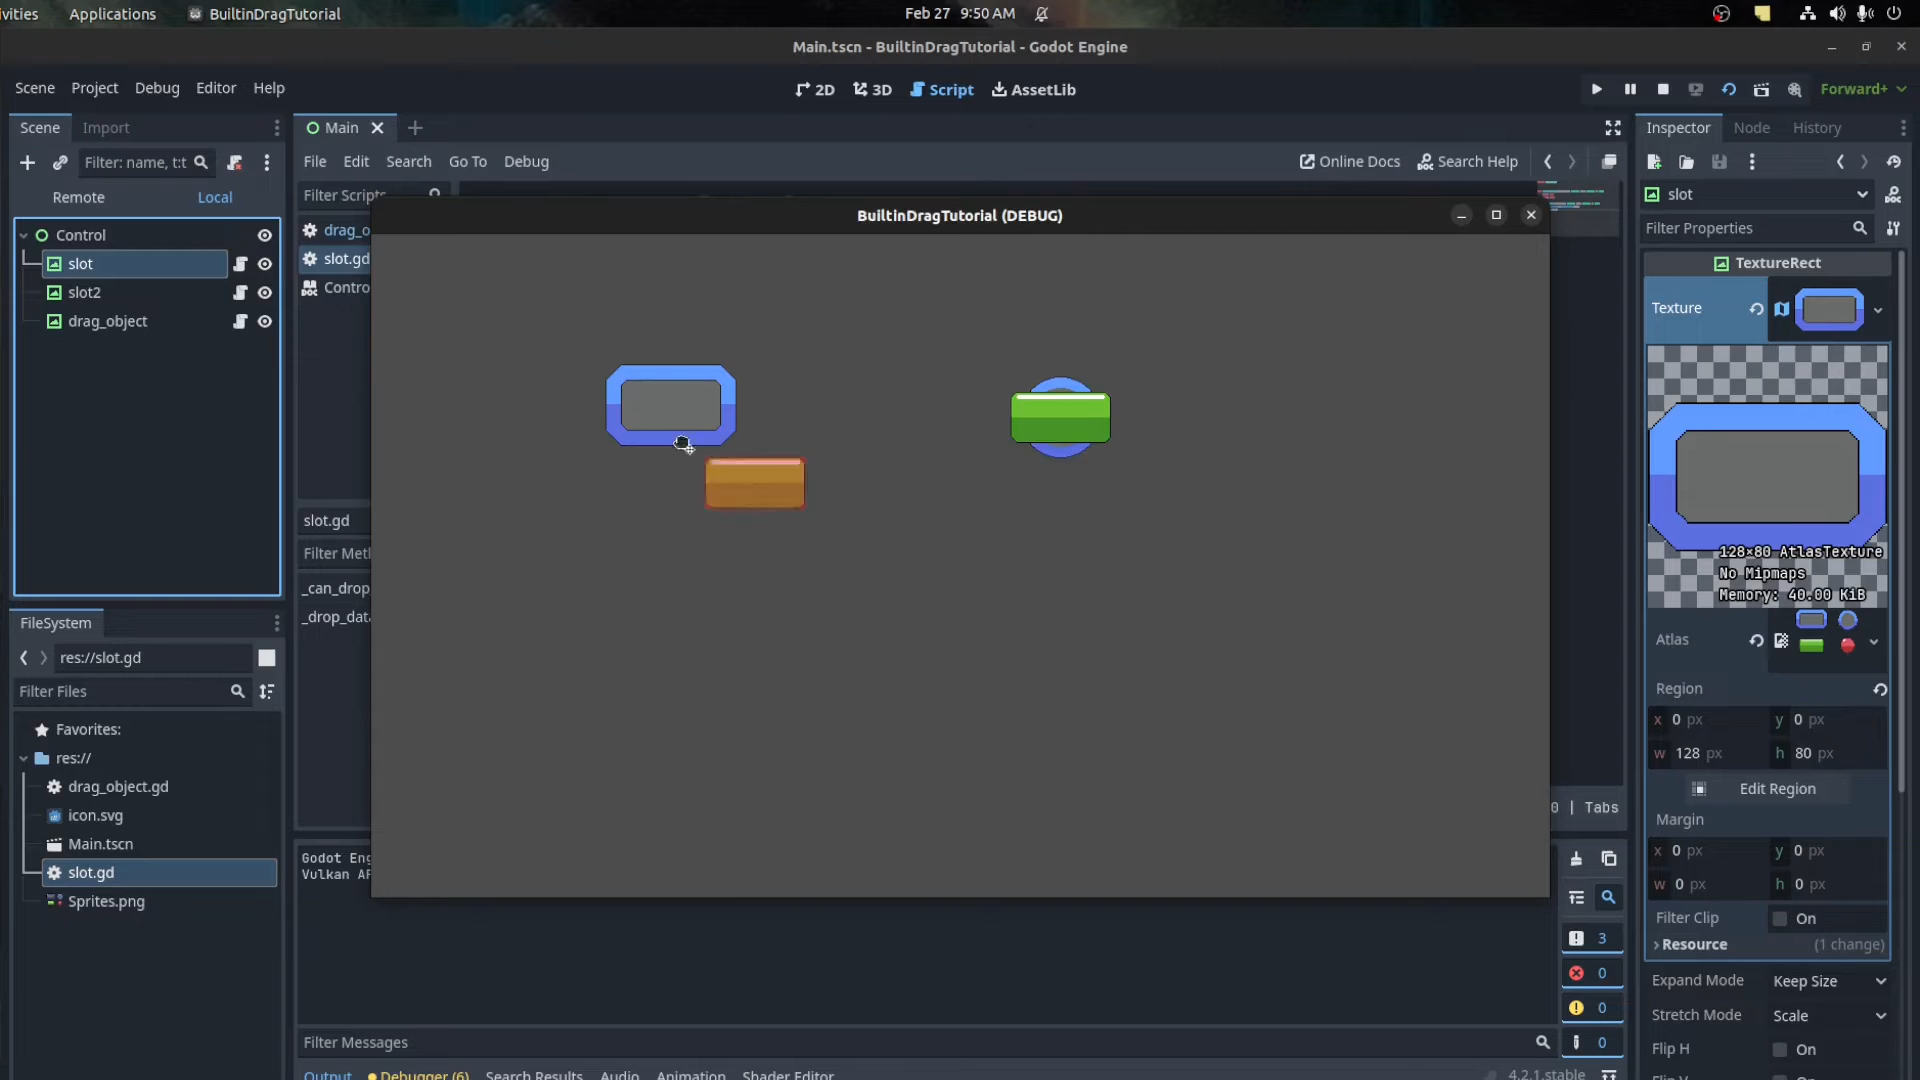 ivities Applications BuiltinDragTutorial Feb 27 9:50 AM
Main.tscn - BuiltinDragTutorial - Godot Engine
Scene Project Debug Editor Help 2D 3D Script AssetLib Forward+
Scene Import Main Inspector Node History
Filter: name, t:t File Edit Search Go To Debug Online Docs Search Help
Remote Local Filter Scripts slot
BuiltinDragTutorial (DEBUG)
Control drag_o Filter Properties
slot slot.gd TextureRect
slot2 Contro
drag_object Texture
128×80 AtlasTexture
No Mipmaps
Memory: 40.00 KiB
slot.gd
Filter Met
_can_drop
_drop_dat
FileSystem Atlas
res://slot.gd
Filter Files Region
x 0 px y 0 px
Favorites: w 128 px h 80 px
res://
drag_object.gd Edit Region
icon.svg 0 | Tabs Margin
Main.tscn x 0 px y 0 px
slot.gd Godot Eng w 0 px h 0 px
Vulkan AP
Sprites.png Filter Clip On
3 Resource (1 change)
0 Expand Mode Keep Size
0 Stretch Mode Scale
Filter Messages 0 Flip H On
Output Debugger (6) Search Results Audio Animation Shader Editor 4.2.1.stable Flip V On